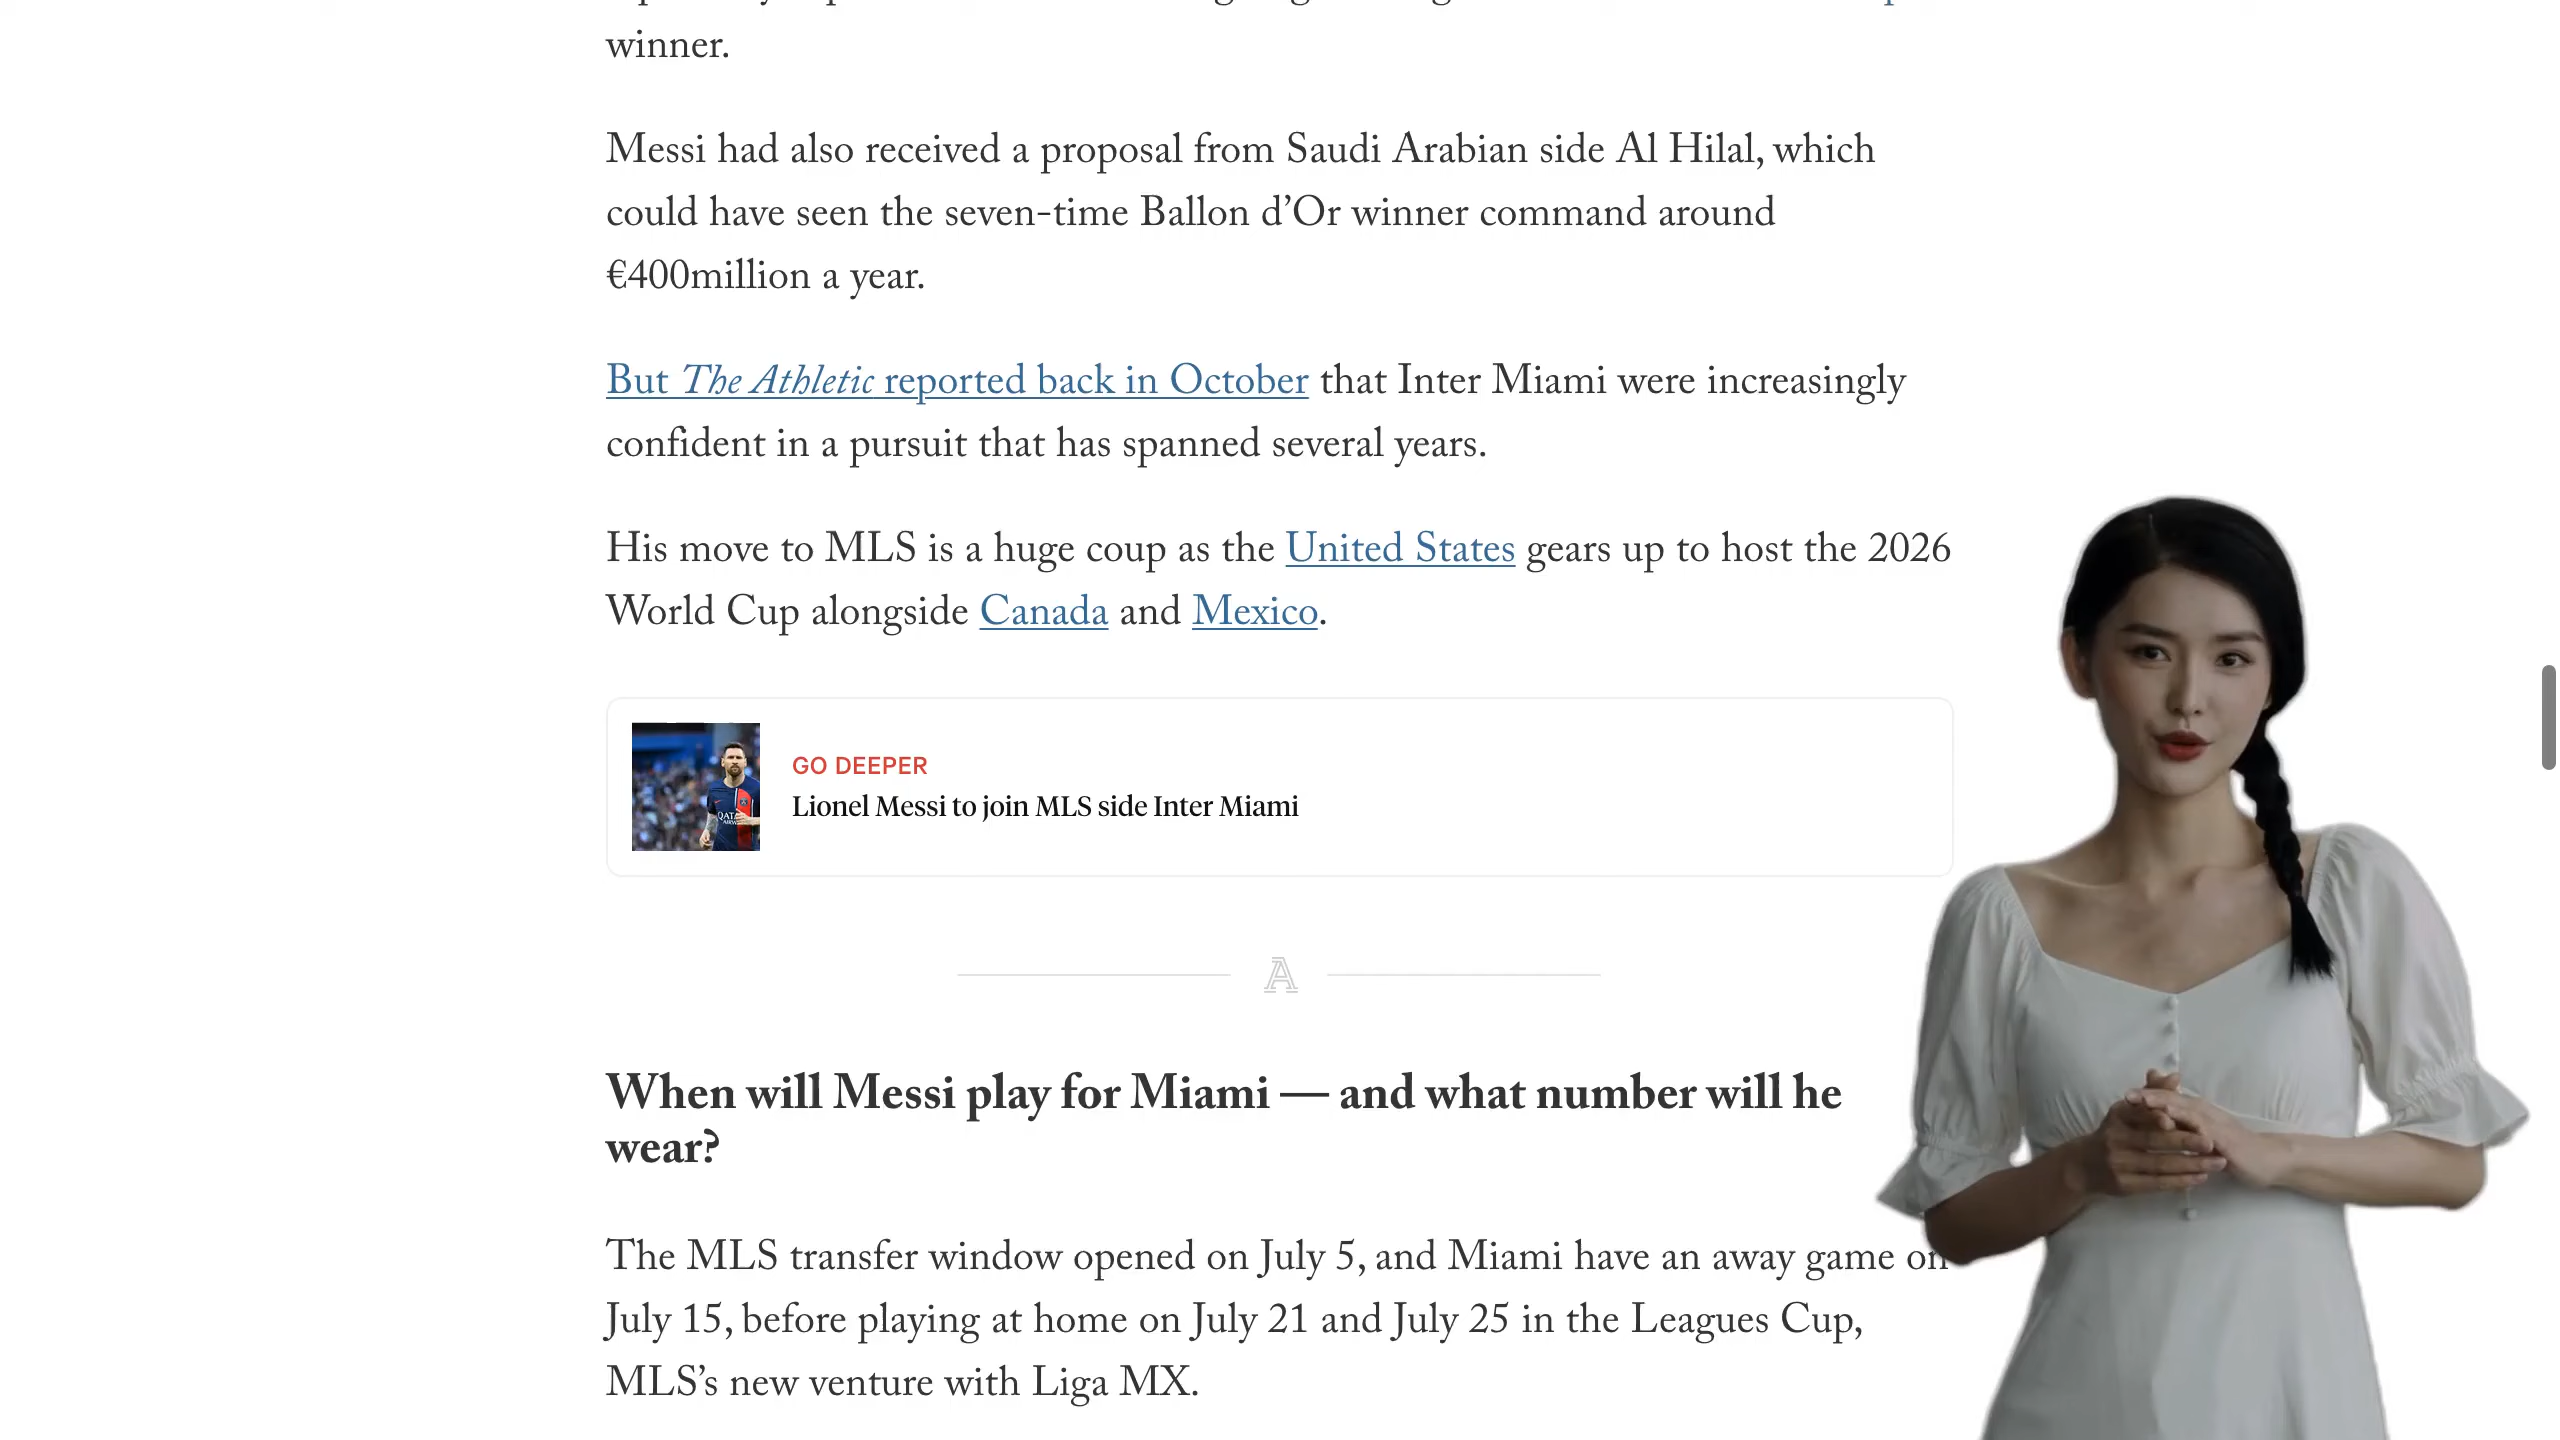 winner.
Messi had also received a proposal from Saudi Arabian side Al Hilal, which
could have seen the seven-time Ballon d’Or winner command around
€400million a year.
But The Athletic reported back in October that Inter Miami were increasingly
confident in a pursuit that has spanned several years.
His move to MLS is a huge coup as the United States gears up to host the 2026
World Cup alongside Canada and Mexico.
GO DEEPER
Lionel Messi to join MLS side Inter Miami
A
When will Messi play for Miami — and what number will he
wear?
The MLS transfer window opened on July 5, and Miami have an away game on
July 15, before playing at home on July 21 and July 25 in the Leagues Cup,
MLS’s new venture with Liga MX.